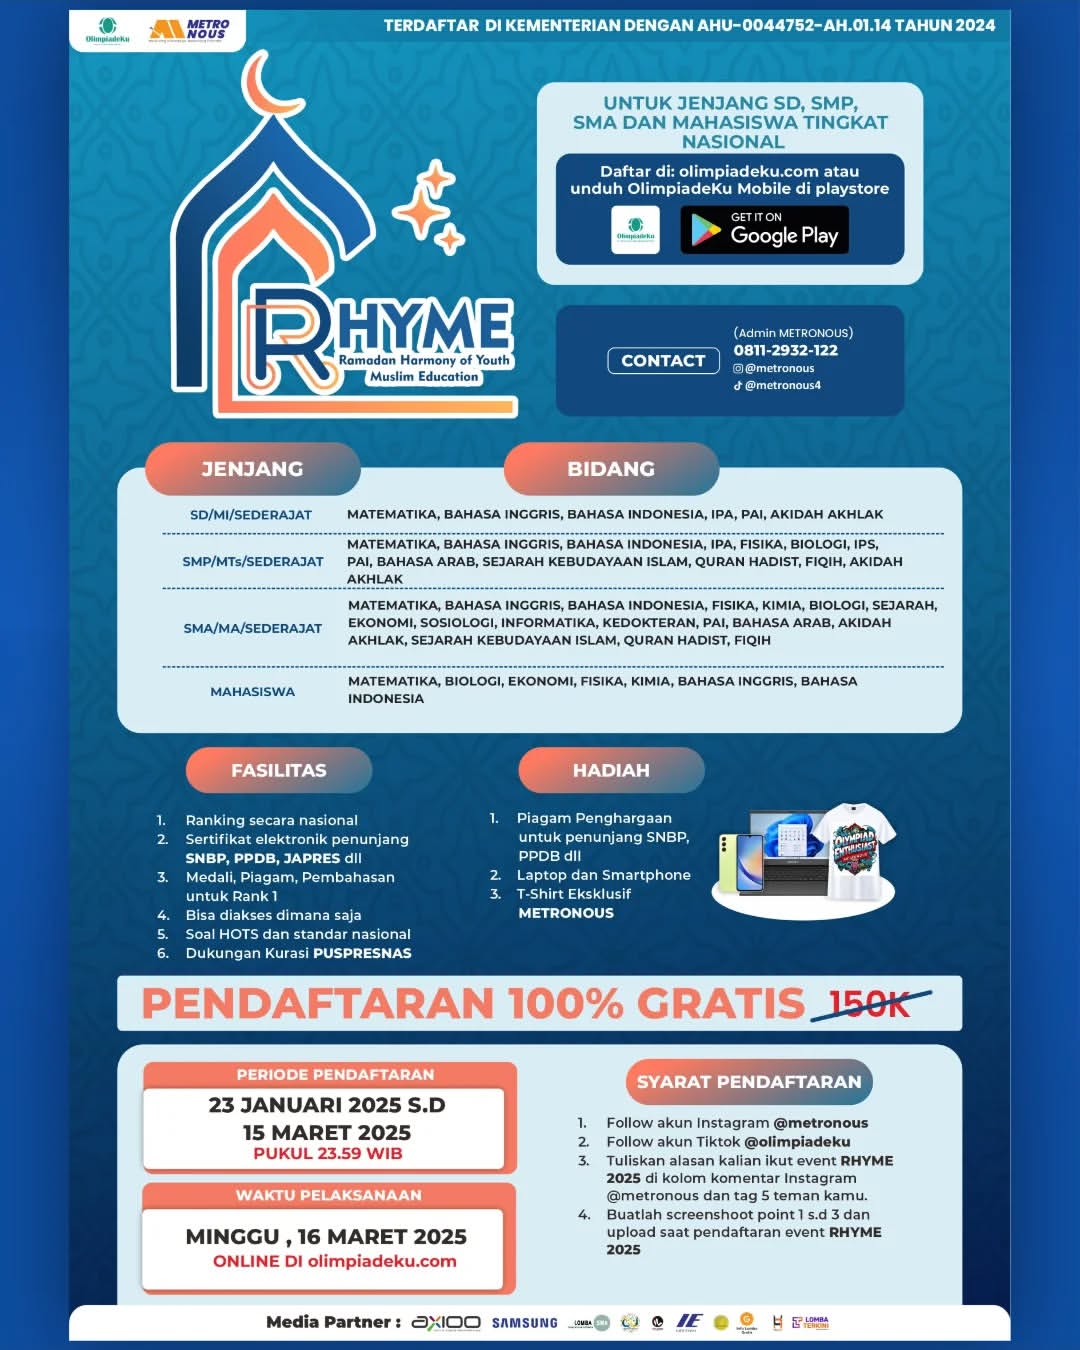 OlimpiadeKu
METRO
NOUS
TERDAFTAR DI KEMENTERIAN DENGAN AHU-0044752-AH.01.14 TAHUN 2024
RHYME
Ramadan Harmony of Youth
Muslim Education
UNTUK JENJANG SD, SMP,
SMA DAN MAHASISWA TINGKAT
NASIONAL
Daftar di: olimpiadeku.com atau
unduh OlimpiadeKu Mobile di playstore
OlimpiadeKu
GET IT ON
Google Play
CONTACT
(Admin METRONOUS)
0811-2932-122
@metronous
@metronous4
JENJANG
BIDANG
SD/MI/SEDERAJAT
MATEMATIKA, BAHASA INGGRIS, BAHASA INDONESIA, IPA, PAI, AKIDAH AKHLAK
SMP/MTs/SEDERAJAT
MATEMATIKA, BAHASA INGGRIS, BAHASA INDONESIA, IPA, FISIKA, BIOLOGI, IPS,
PAI, BAHASA ARAB, SEJARAH KEBUDAYAAN ISLAM, QURAN HADIST, FIQIH, AKIDAH
AKHLAK
SMA/MA/SEDERAJAT
MATEMATIKA, BAHASA INGGRIS, BAHASA INDONESIA, FISIKA, KIMIA, BIOLOGI, SEJARAH,
EKONOMI, SOSIOLOGI, INFORMATIKA, KEDOKTERAN, PAI, BAHASA ARAB, AKIDAH
AKHLAK, SEJARAH KEBUDAYAAN ISLAM, QURAN HADIST, FIQIH
MAHASISWA
MATEMATIKA, BIOLOGI, EKONOMI, FISIKA, KIMIA, BAHASA INGGRIS, BAHASA
INDONESIA
FASILITAS
1. Ranking secara nasional
2. Sertifikat elektronik penunjang
SNBP, PPDB, JAPRES dll
3. Medali, Piagam, Pembahasan
untuk Rank 1
4. Bisa diakses dimana saja
5. Soal HOTS dan standar nasional
6. Dukungan Kurasi PUSPRESNAS
HADIAH
1. Piagam Penghargaan
untuk penunjang SNBP,
PPDB dll
2. Laptop dan Smartphone
3. T-Shirt Eksklusif
METRONOUS
OLYMPIAD
ENTHUSIAST
PENDAFTARAN 100% GRATIS 150K
PERIODE PENDAFTARAN
23 JANUARI 2025 S.D
15 MARET 2025
PUKUL 23.59 WIB
WAKTU PELAKSANAAN
MINGGU , 16 MARET 2025
ONLINE DI olimpiadeku.com
SYARAT PENDAFTARAN
1. Follow akun Instagram @metronous
2. Follow akun Tiktok @olimpiadeku
3. Tuliskan alasan kalian ikut event RHYME
2025 di kolom komentar Instagram
@metronous dan tag 5 teman kamu.
4. Buatlah screenshoot point 1 s.d 3 dan
upload saat pendaftaran event RHYME
2025
Media Partner : AXIOO SAMSUNG LOMBA SMA LOMBA
TERKINI